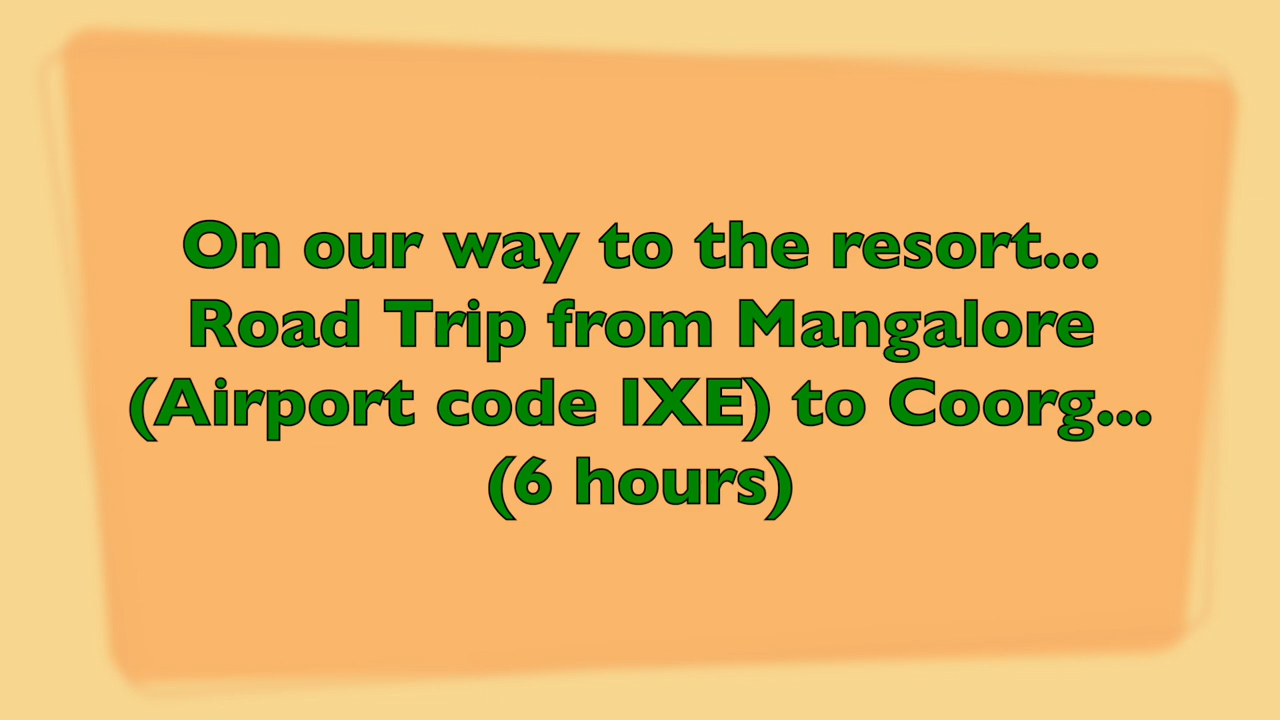 On our way to the resort...
Road Trip from Mangalore
(Airport code IXE) to Coorg...
(6 hours)